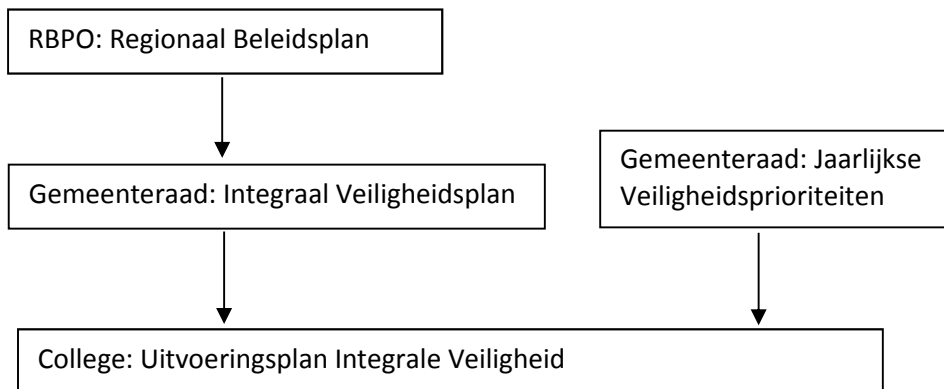 RBPO: Regionaal Beleidsplan
Gemeenteraad: Jaarlijkse
Veiligheidsprioriteiten
Gemeenteraad: Integraal Veiligheidsplan
College: Uitvoeringsplan Integrale Veiligheid